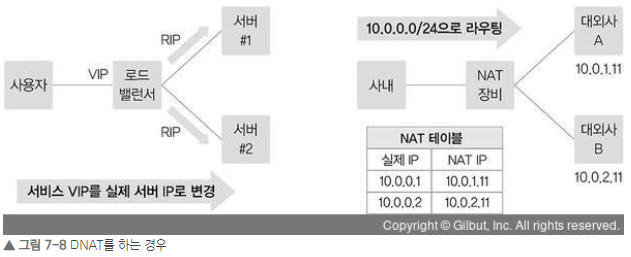 사용자
VIP
로드
밸런서
RIP
서버
#1
RIP
서버
#2
서비스 VIP를 실제 서버 IP로 변경
10.0.0.0/24으로 라우팅
사내
NAT
장비
대외사
A
10.0.1.11
대외사
B
10.0.2.11
NAT 테이블
실제 IP NAT IP
10.0.0.1 10.0.1.11
10.0.0.2 10.0.2.11
Copyright © Gilbut, Inc. All rights reserved.
▲ 그림 7-8 DNAT를 하는 경우